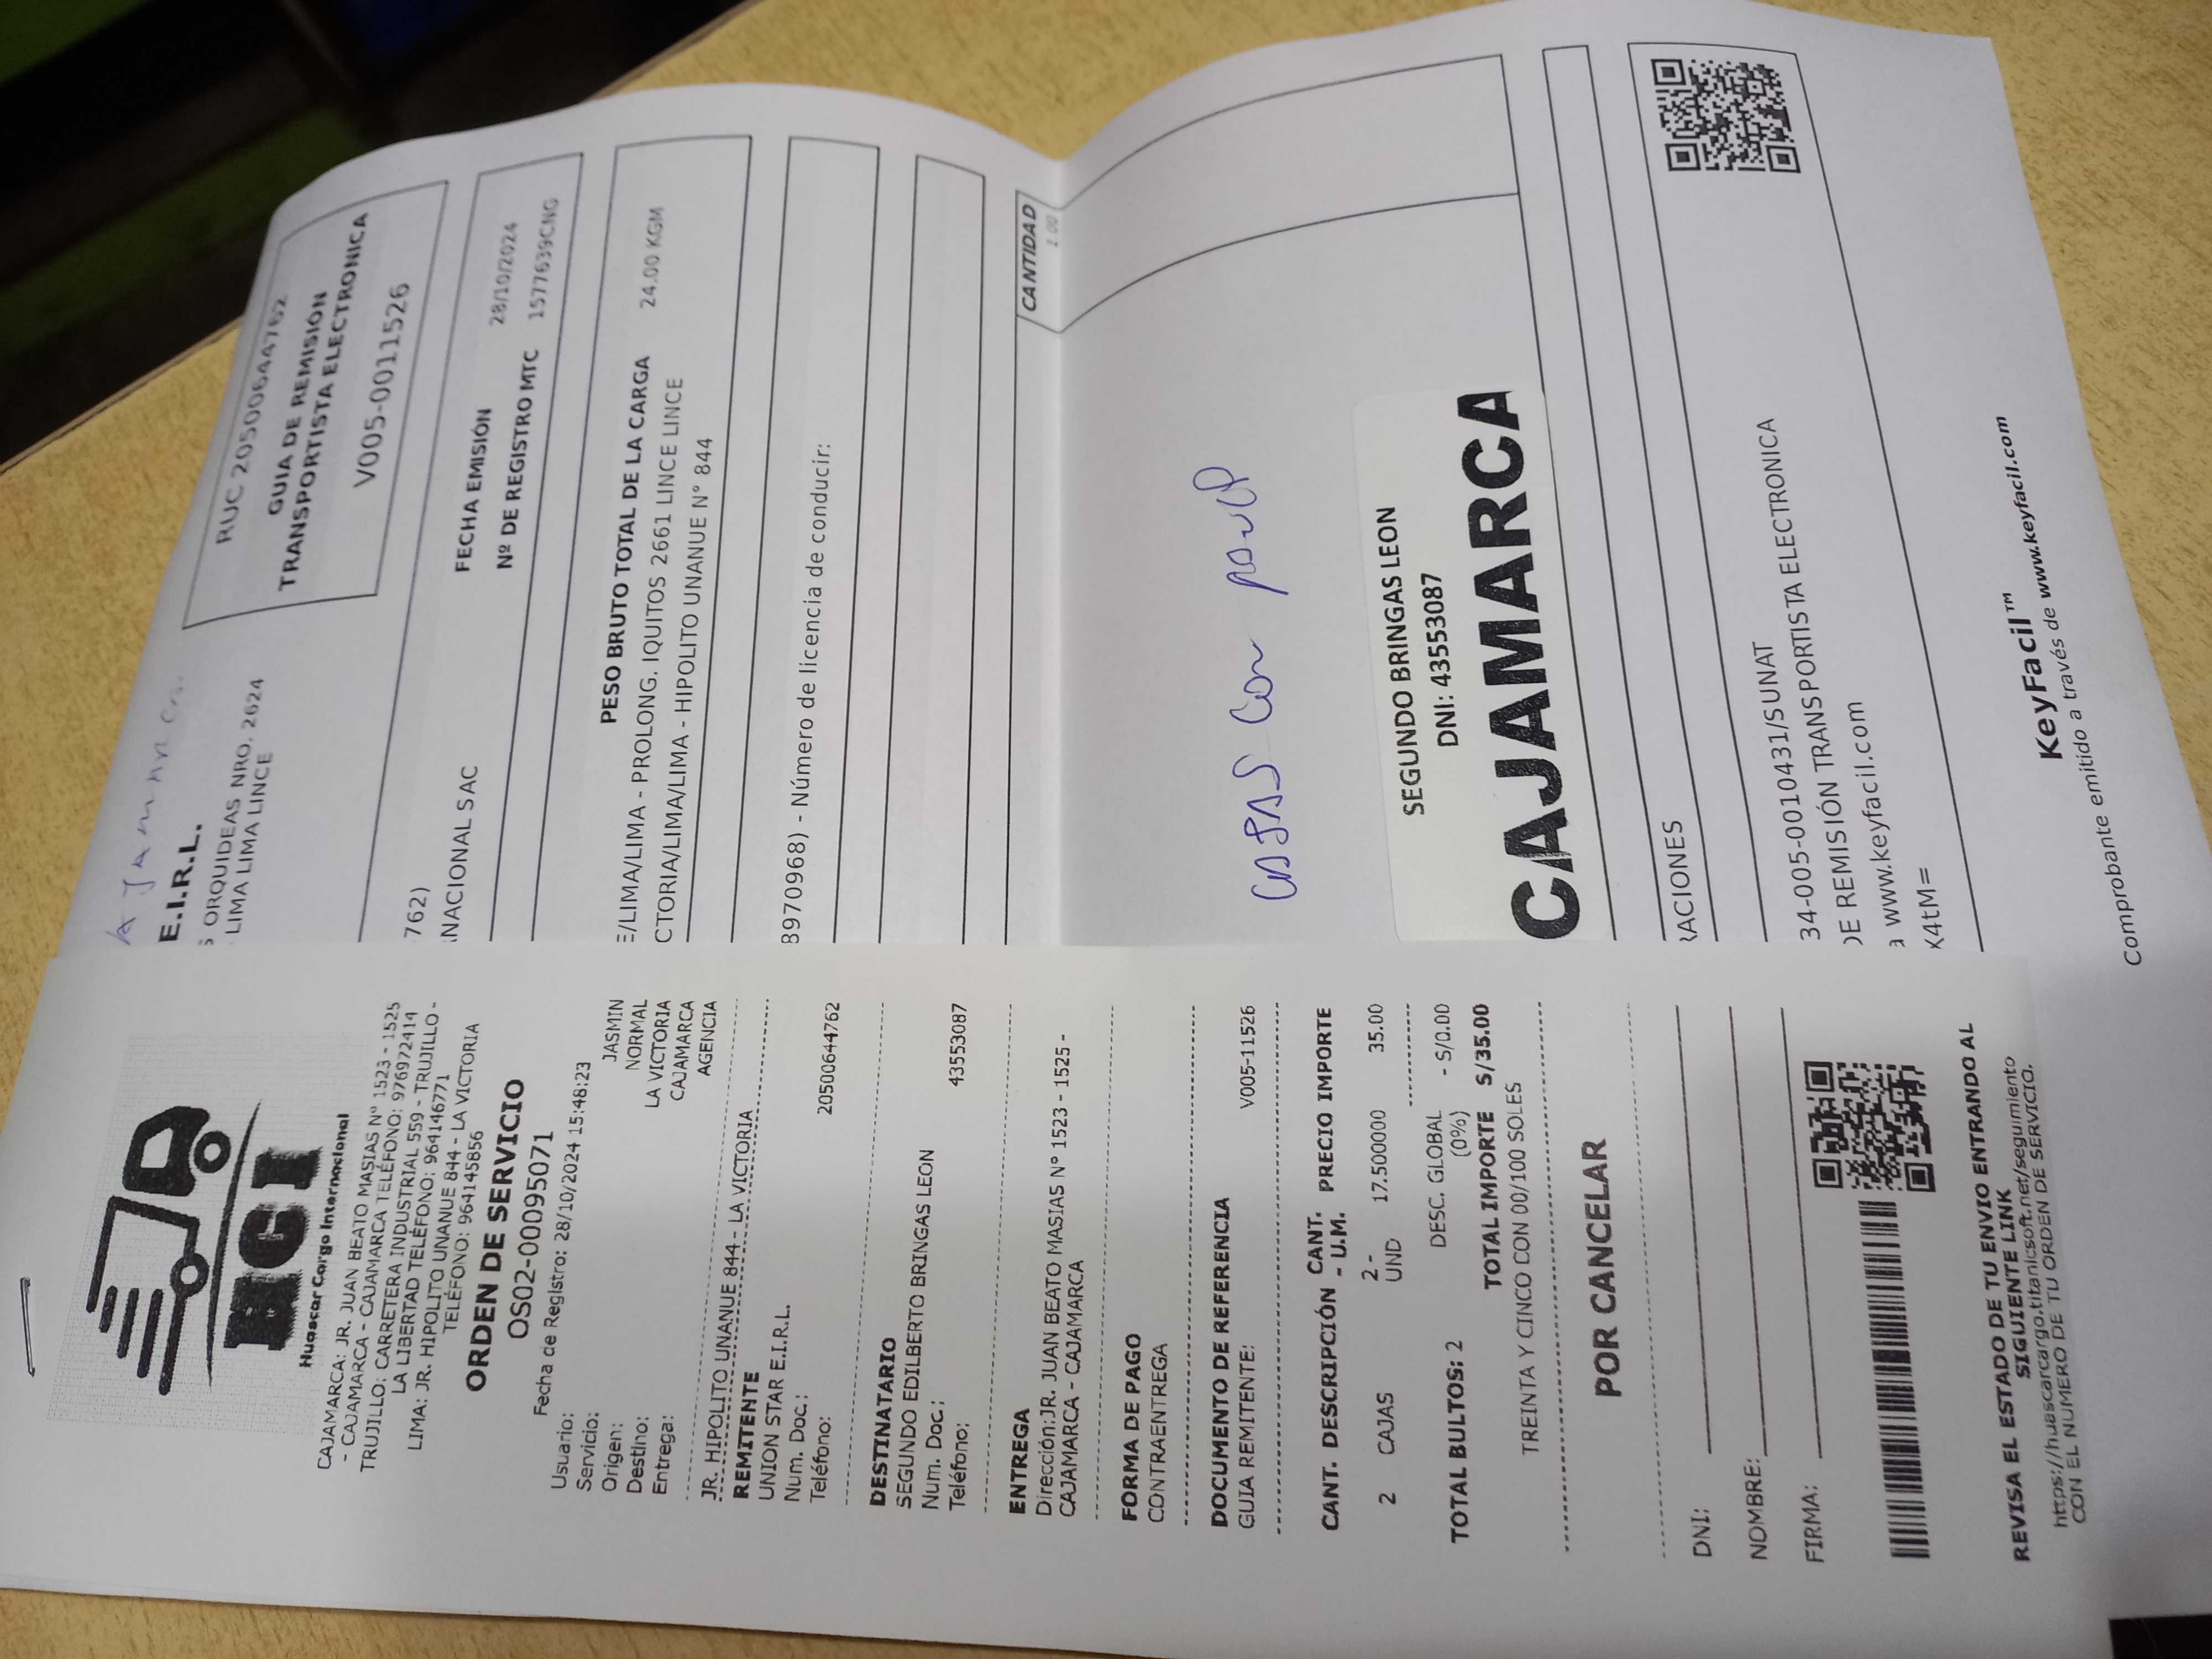 HCI
Huascar Cargo Internacional
CAJAMARCA: JR. JUAN BEATO MASIAS Nº 1523 - 1525
- CAJAMARCA - CAJAMARCA TELÉFONO: 976972414
TRUJILLO: CARRETERA INDUSTRIAL 559 - TRUJILLO -
LA LIBERTAD TELÉFONO: 964146771
LIMA: JR. HIPOLITO UNANUE 844 - LA VICTORIA
TELÉFONO: 964145856
ORDEN DE SERVICIO
OS02-00095071
Fecha de Registro: 28/10/2024 15:48:23
Usuario: JASMIN
Servicio: NORMAL
Origen: LA VICTORIA
Destino: CAJAMARCA
Entrega: AGENCIA
JR. HIPOLITO UNANUE 844 - LA VICTORIA
REMITENTE
UNION STAR E.I.R.L.
Num. Doc.: 20500644762
Teléfono:
DESTINATARIO
SEGUNDO EDILBERTO BRINGAS LEON
Num. Doc.: 43553087
Teléfono:
ENTREGA
Dirección:JR. JUAN BEATO MASIAS Nº 1523 - 1525 -
CAJAMARCA - CAJAMARCA
FORMA DE PAGO
CONTRAENTREGA
DOCUMENTO DE REFERENCIA
GUIA REMITENTE: V005-11526
CANT. DESCRIPCIÓN CANT. - U.M. PRECIO IMPORTE
2 CAJAS 2 - UND 17.500000 35.00
DESC. GLOBAL (0%) - S/0.00
TOTAL BULTOS: 2 TOTAL IMPORTE S/35.00
TREINTA Y CINCO CON 00/100 SOLES
POR CANCELAR
DNI:
NOMBRE:
FIRMA:
REVISA EL ESTADO DE TU ENVIO ENTRANDO AL
SIGUIENTE LINK
https://huascarcargo.titanicsoft.net/seguimiento
CON EL NUMERO DE TU ORDEN DE SERVICIO.
E.I.R.L.
ORQUIDEAS NRO. 2624
LIMA LIMA LINCE
RUC 20500644762
GUIA DE REMISIÓN
TRANSPORTISTA ELECTRONICA
V005-00115​26
762)
NACIONAL SAC
FECHA EMISIÓN 28/10/2024
Nº DE REGISTRO MTC 1577639CNG
PESO BRUTO TOTAL DE LA CARGA 24.00 KGM
E/LIMA/LIMA - PROLONG. IQUITOS 2661 LINCE LINCE
CTORIA/LIMA/LIMA - HIPOLITO UNANUE N° 844
8970968) - Número de licencia de conducir:
CANTIDAD
1.00
SEGUNDO BRINGAS LEON
DNI: 43553087
CAJAMARCA
RACIONES
34-005-0010431/SUNAT
DE REMISIÓN TRANSPORTISTA ELECTRONICA
a www.keyfacil.com
K4tM=
KeyFacil™
Comprobante emitido a través de www.keyfacil.com